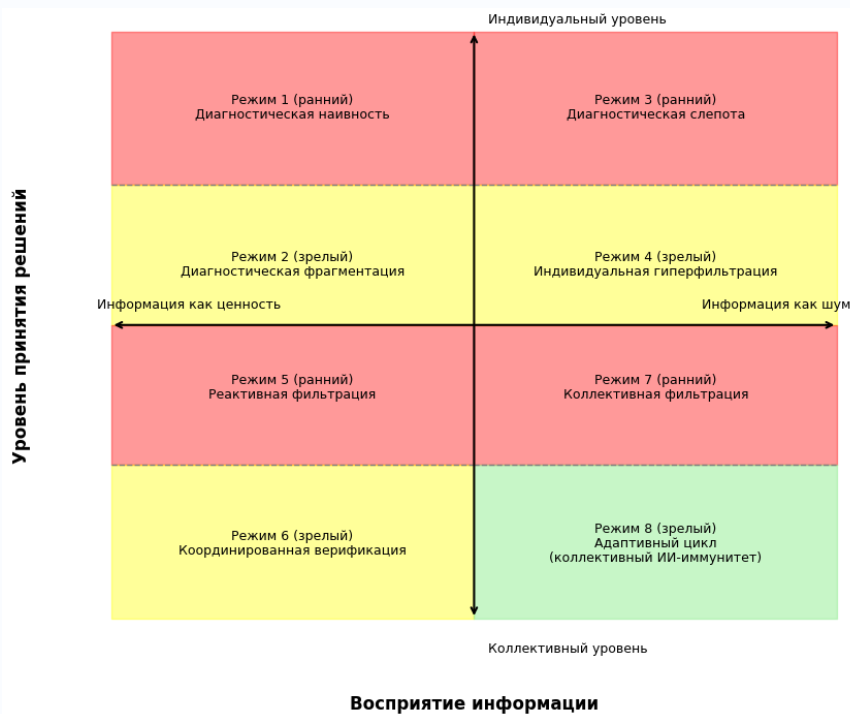 Индивидуальный уровень
Режим 1 (ранний)
Диагностическая наивность
Режим 3 (ранний)
Диагностическая слепота
Режим 2 (зрелый)
Диагностическая фрагментация
Режим 4 (зрелый)
Индивидуальная гиперфильтрация
Уровень принятия решений
Информация как ценность
Информация как шум
Режим 5 (ранний)
Реактивная фильтрация
Режим 7 (ранний)
Коллективная фильтрация
Режим 6 (зрелый)
Координированная верификация
Режим 8 (зрелый)
Адаптивный цикл
(коллективный ИИ-иммунитет)
Коллективный уровень
Восприятие информации